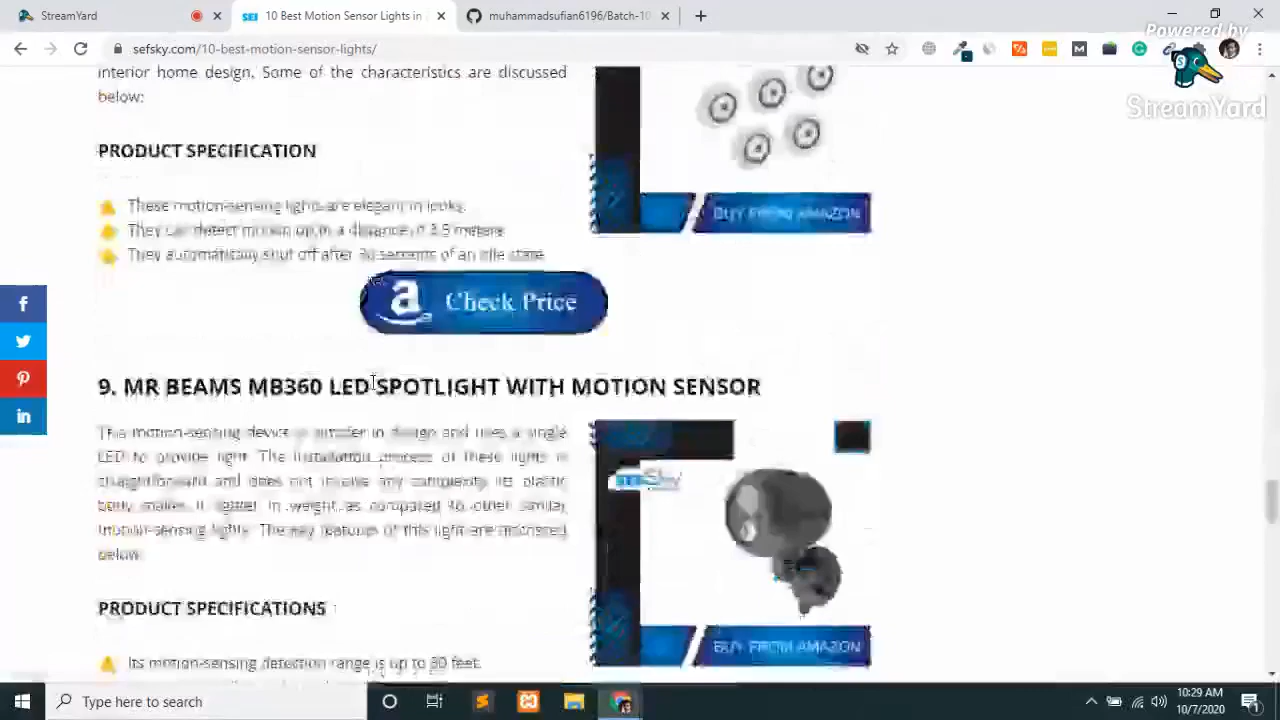 StreamYard
SEI
10 Best Motion Sensor Lights in
muhammadsufian6196/Batch-10
Powered by
StreamYard
sefsky.com/10-best-motion-sensor-lights/
interior home design. Some of the characteristics are discussed
below:
PRODUCT SPECIFICATION
These motion-sensing lights are elegant in looks.
They can detect motion up to a distance of 3.5 meters
They automatically shut off after 30 seconds of an idle state
BUY FROM AMAZON
a Check Price
9. MR BEAMS MB360 LED SPOTLIGHT WITH MOTION SENSOR
This motion-sensing device is similar in design and uses a single
LED to provide light. The installation process of these lights is
straightforward and does not involve any complexity. Its plastic
body makes it lighter in weight as compared to other similar
motion-sensing lights. The key features of this light are discussed
below:
Sky
PRODUCT SPECIFICATIONS
BUY FROM AMAZON
Its motion-sensing detection range is up to 30 feet.
Type here to search
10:29 AM
10/7/2020